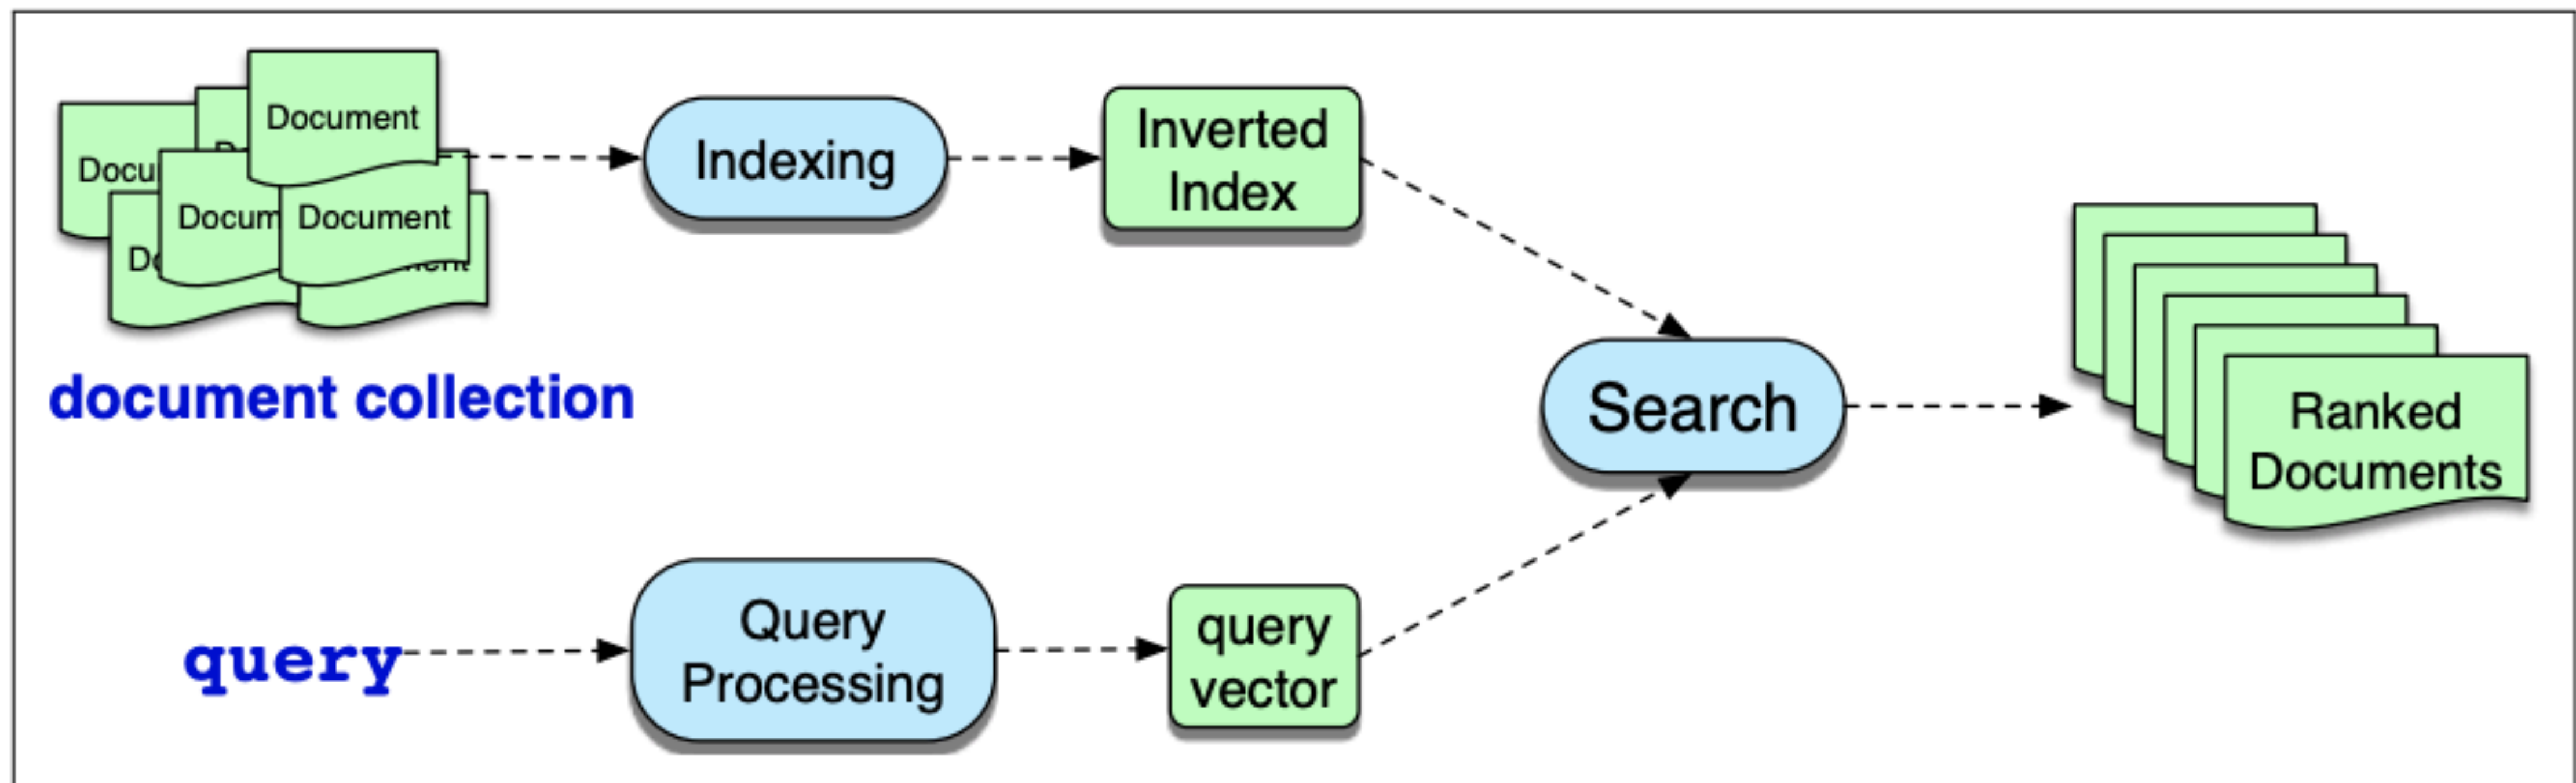 Document
Docu
Docum
Document
document collection
Indexing
Inverted
Index
Search
Ranked
Documents
query
Query
Processing
query
vector